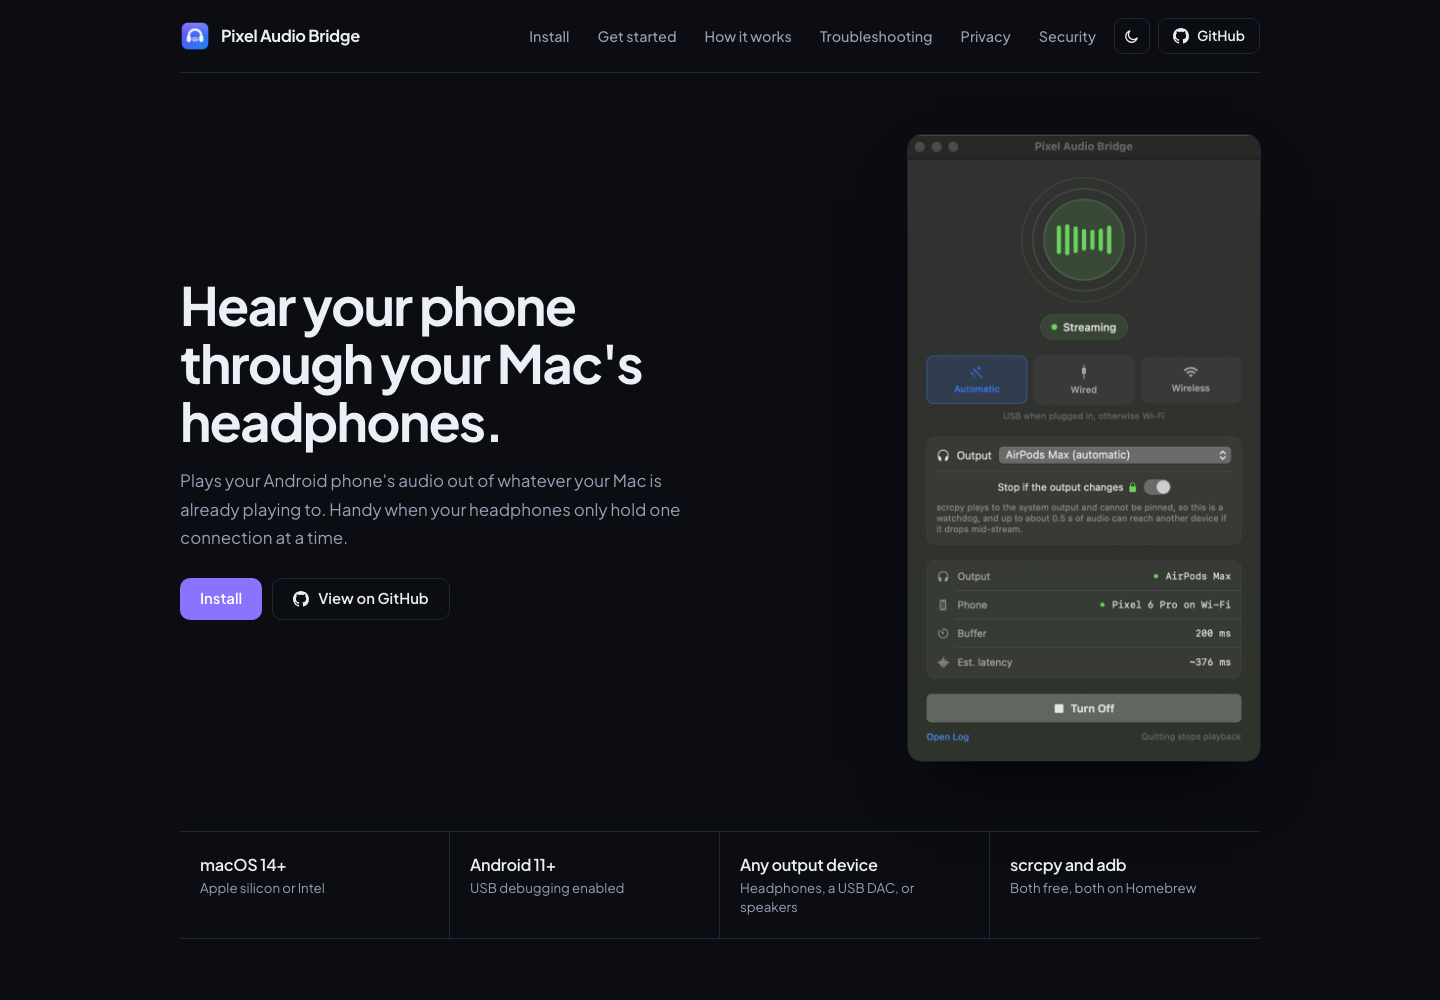 Pixel Audio Bridge
Install
Get started
How it works
Troubleshooting
Privacy
Security
GitHub
Hear your phone
through your Mac's
headphones.
Plays your Android phone's audio out of whatever your Mac is
already playing to. Handy when your headphones only hold one
connection at a time.
Install
View on GitHub
Pixel Audio Bridge
Streaming
Automatic
Wired
Wireless
USB when plugged in, otherwise Wi-Fi
Output
AirPods Max (automatic)
Stop if the output changes
scrcpy plays to the system output and cannot be pinned, so this is a
watchdog, and up to about 0.5 s of audio can reach another device if
it drops mid-stream.
Output
AirPods Max
Phone
Pixel 6 Pro on Wi-Fi
Buffer
200 ms
Est. latency
~376 ms
Turn Off
Open Log
Quitting stops playback
macOS 14+
Apple silicon or Intel
Android 11+
USB debugging enabled
Any output device
Headphones, a USB DAC, or
speakers
scrcpy and adb
Both free, both on Homebrew